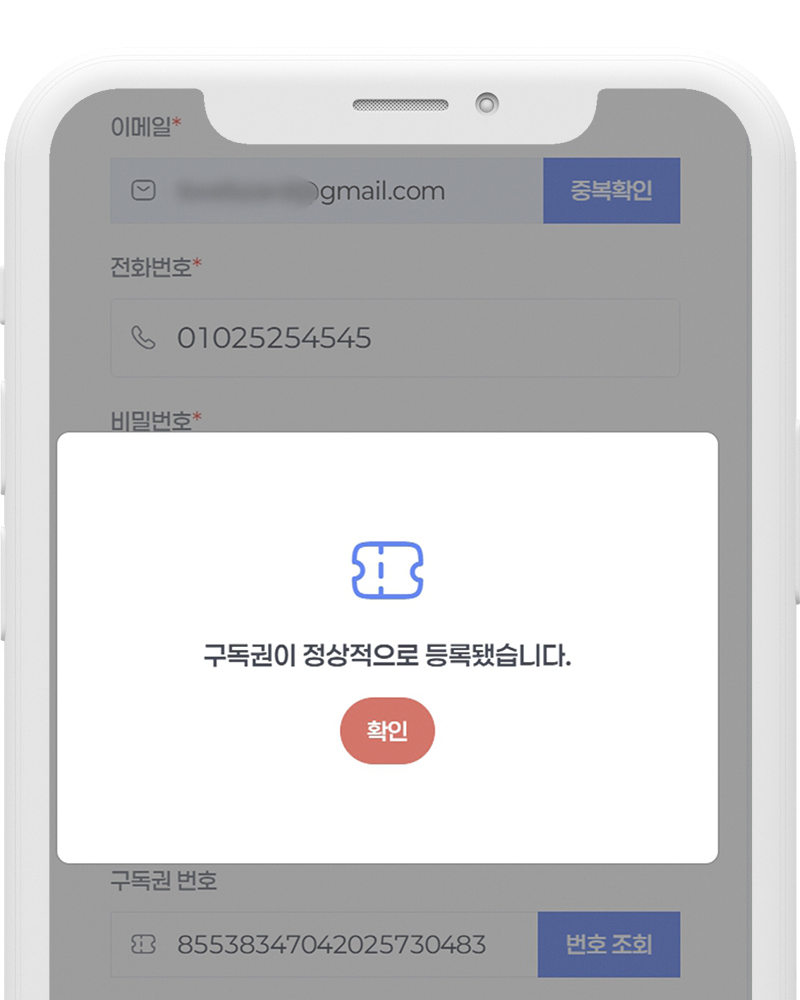 이메일*
@gmail.com
중복확인
전화번호*
01025254545
비밀번호*
구독권이 정상적으로 등록됐습니다.
확인
구독권 번호
85538347042025730483
번호 조회